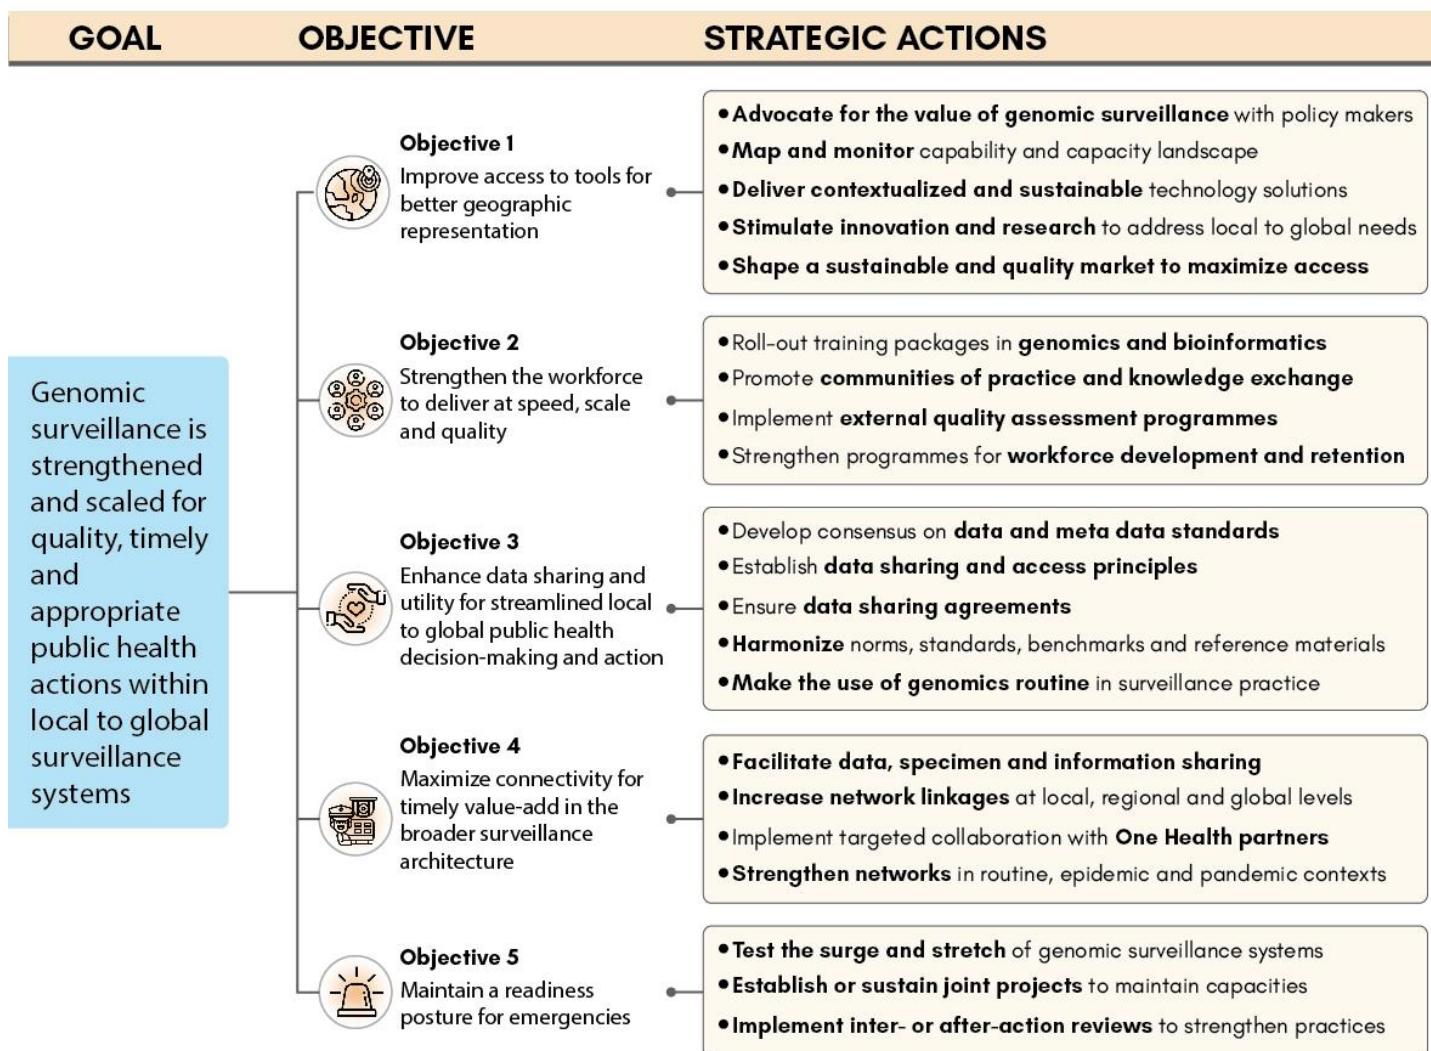 GOAL
OBJECTIVE
STRATEGIC ACTIONS
Genomic
surveillance is
strengthened
and scaled for
quality, timely
and
appropriate
public health
actions within
local to global
surveillance
systems
Objective 1
Improve access to tools for
better geographic
representation
•Advocate for the value of genomic surveillance with policy makers
•Map and monitor capability and capacity landscape
•Deliver contextualized and sustainable technology solutions
•Stimulate innovation and research to address local to global needs
•Shape a sustainable and quality market to maximize access
Objective 2
Strengthen the workforce
to deliver at speed, scale
and quality
•Roll-out training packages in genomics and bioinformatics
•Promote communities of practice and knowledge exchange
•Implement external quality assessment programmes
•Strengthen programmes for workforce development and retention
Objective 3
Enhance data sharing and
utility for streamlined local
to global public health
decision-making and action
•Develop consensus on data and meta data standards
•Establish data sharing and access principles
•Ensure data sharing agreements
•Harmonize norms, standards, benchmarks and reference materials
•Make the use of genomics routine in surveillance practice
Objective 4
Maximize connectivity for
timely value-add in the
broader surveillance
architecture
•Facilitate data, specimen and information sharing
•Increase network linkages at local, regional and global levels
•Implement targeted collaboration with One Health partners
•Strengthen networks in routine, epidemic and pandemic contexts
Objective 5
Maintain a readiness
posture for emergencies
•Test the surge and stretch of genomic surveillance systems
•Establish or sustain joint projects to maintain capacities
•Implement inter- or after-action reviews to strengthen practices